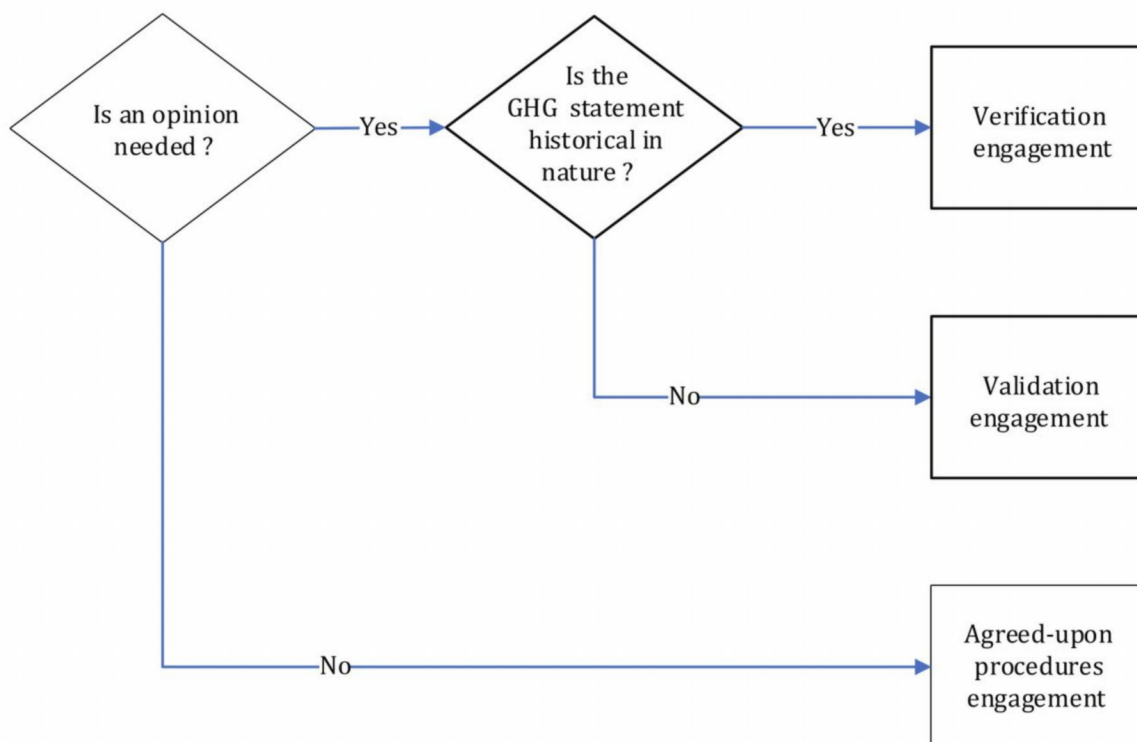 Is an opinion
needed ?
Yes
Is the
GHG statement
historical in
nature ?
Yes
Verification
engagement
No
Validation
engagement
No
Agreed-upon
procedures
engagement